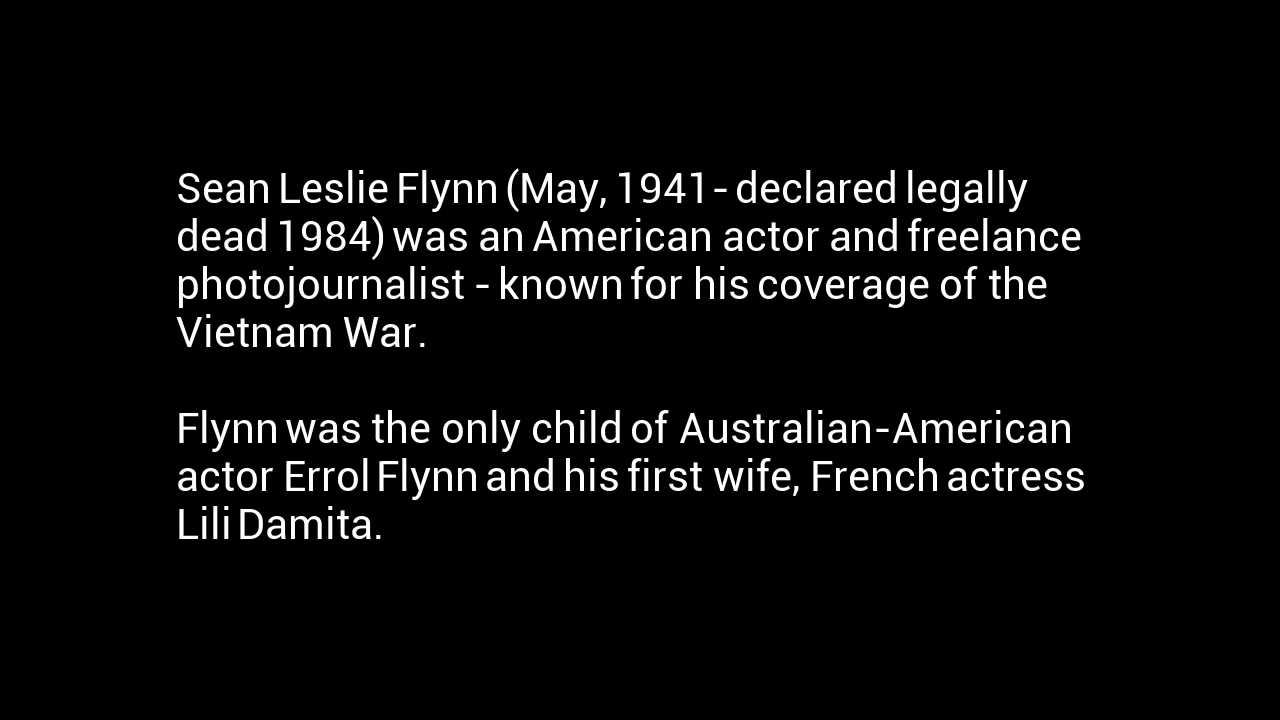 Sean Leslie Flynn (May, 1941- declared legally
dead 1984) was an American actor and freelance
photojournalist - known for his coverage of the
Vietnam War.
Flynn was the only child of Australian-American
actor Errol Flynn and his first wife, French actress
Lili Damita.